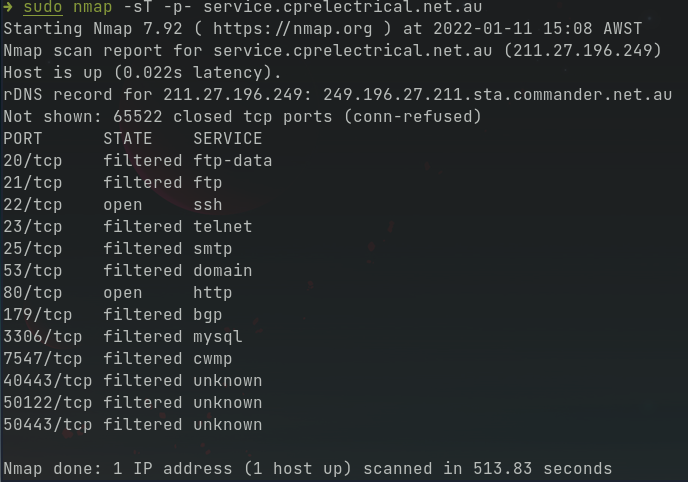 → sudo nmap -sT -p- service.cprelectrical.net.au
Starting Nmap 7.92 ( https://nmap.org ) at 2022-01-11 15:08 AWST
Nmap scan report for service.cprelectrical.net.au (211.27.196.249)
Host is up (0.022s latency).
rDNS record for 211.27.196.249: 249.196.27.211.sta.commander.net.au
Not shown: 65522 closed tcp ports (conn-refused)
PORT      STATE    SERVICE
20/tcp    filtered ftp-data
21/tcp    filtered ftp
22/tcp    open     ssh
23/tcp    filtered telnet
25/tcp    filtered smtp
53/tcp    filtered domain
80/tcp    open     http
179/tcp   filtered bgp
3306/tcp  filtered mysql
7547/tcp  filtered cwmp
40443/tcp filtered unknown
50122/tcp filtered unknown
50443/tcp filtered unknown
Nmap done: 1 IP address (1 host up) scanned in 513.83 seconds